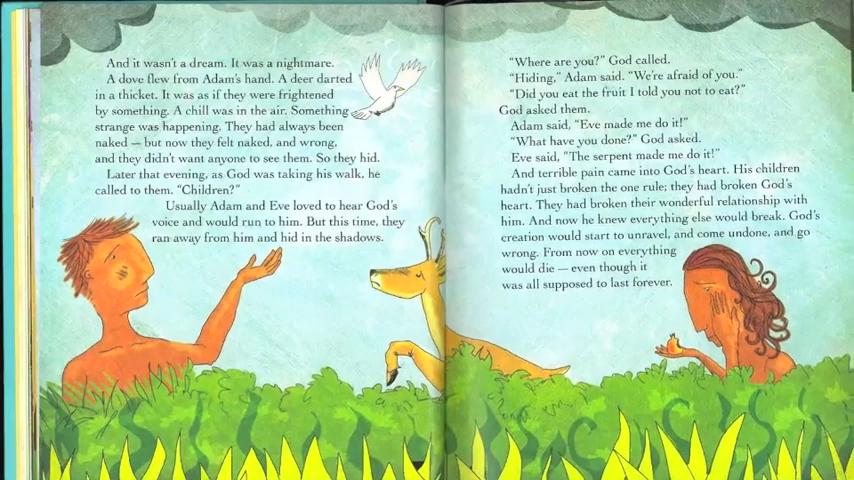 And it wasn't a dream. It was a nightmare.
A dove flew from Adam's hand. A deer darted
in a thicket. It was as if they were frightened
by something. A chill was in the air. Something
strange was happening. They had always been
naked — but now they felt naked, and wrong,
and they didn't want anyone to see them. So they hid.
Later that evening, as God was taking his walk, he
called to them. "Children?"
Usually Adam and Eve loved to hear God's
voice and would run to him. But this time, they
ran away from him and hid in the shadows.
"Where are you?" God called.
"Hiding," Adam said. "We're afraid of you."
"Did you eat the fruit I told you not to eat?"
God asked them.
Adam said, "Eve made me do it!"
"What have you done?" God asked.
Eve said, "The serpent made me do it!"
And terrible pain came into God's heart. His children
hadn't just broken the one rule; they had broken God's
heart. They had broken their wonderful relationship with
him. And now he knew everything else would break. God's
creation would start to unravel, and come undone, and go
wrong. From now on everything
would die — even though it
was all supposed to last forever.